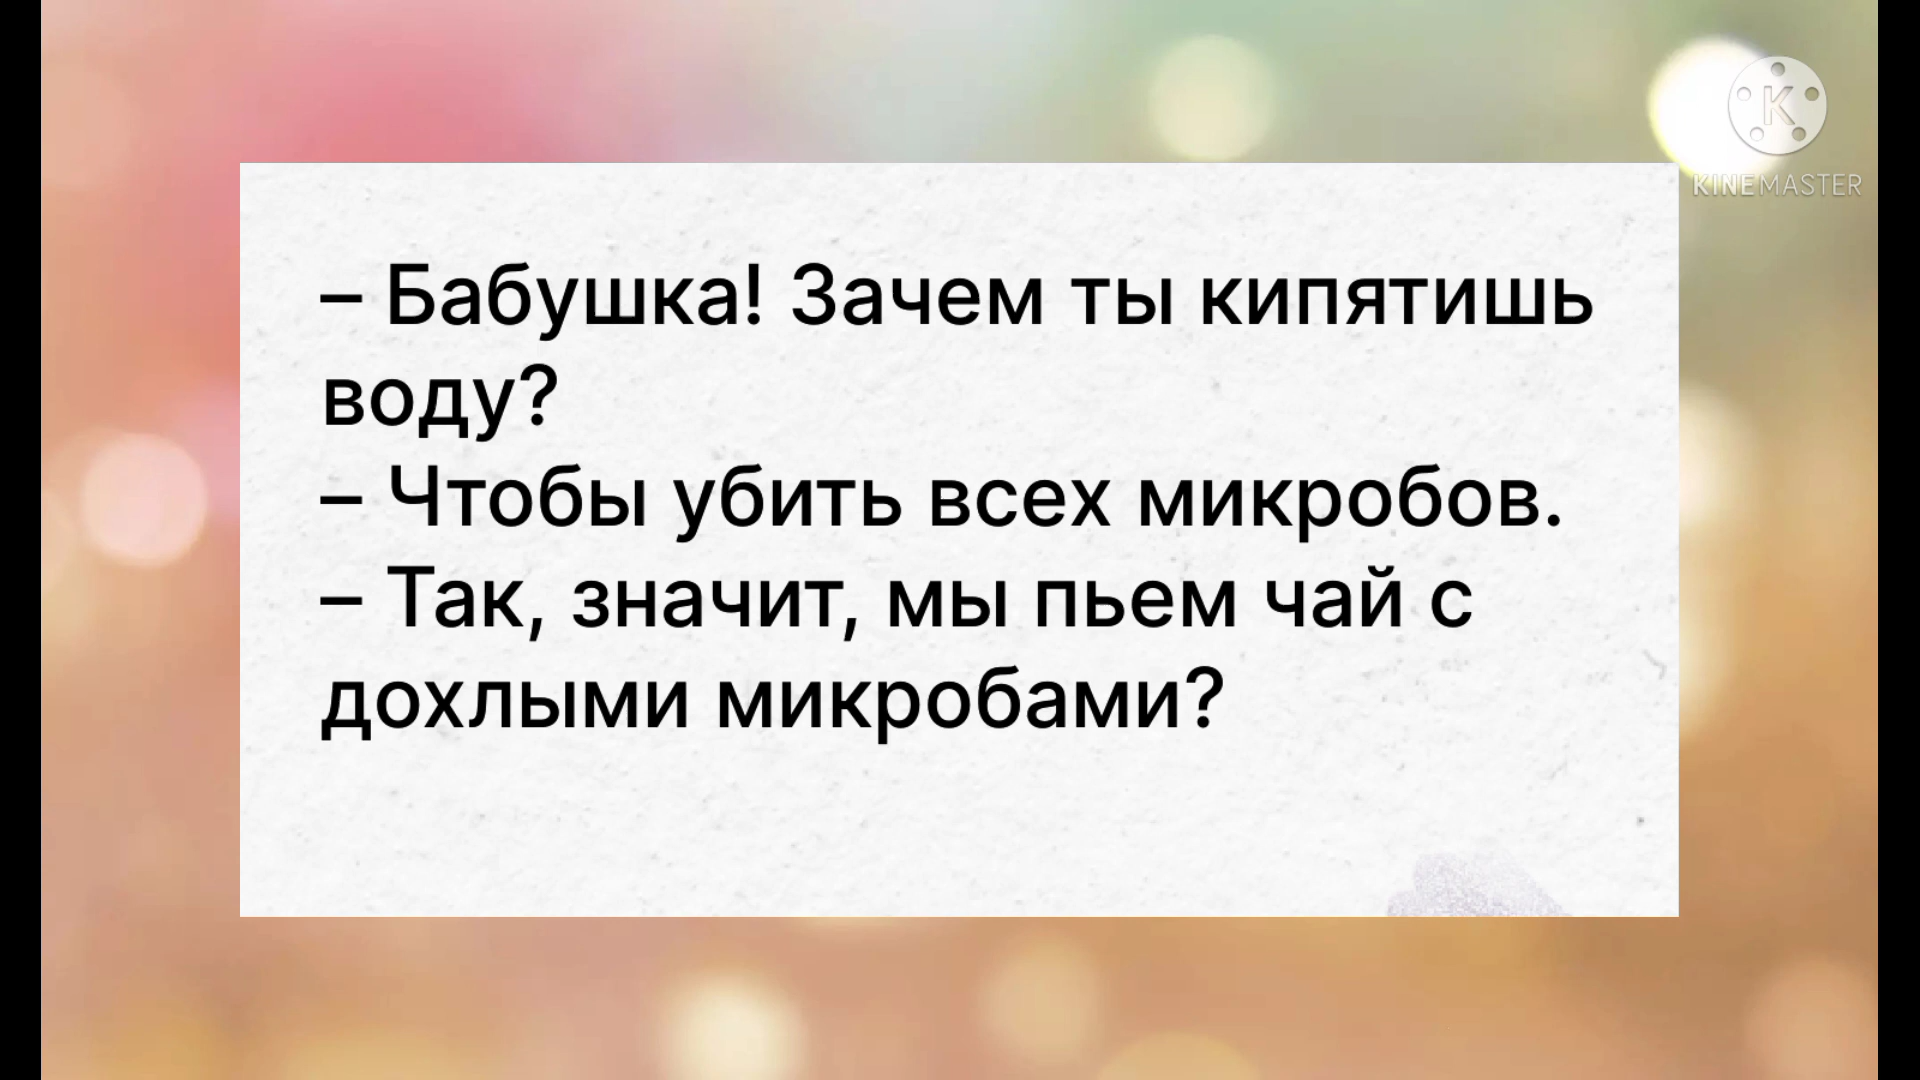 – Бабушка! Зачем ты кипятишь
воду?
– Чтобы убить всех микробов.
– Так, значит, мы пьем чай с
дохлыми микробами?
K
KINEMASTER